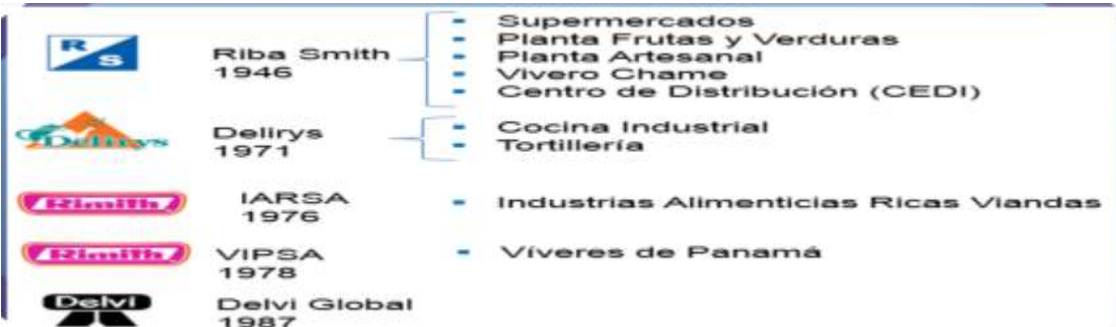 R
S
Riba Smith
1946
Supermercados
Planta Frutas y Verduras
Planta Artesanal
Vivero Chame
Centro de Distribución (CEDI)
Delirys
Delirys
1971
Cocina Industrial
Tortillería
Rimith
IARSA
1976
Industrias Alimenticias Ricas Viandas
Rimith
VIPSA
1978
Víveres de Panamá
Delvi
Delvi Global
1987